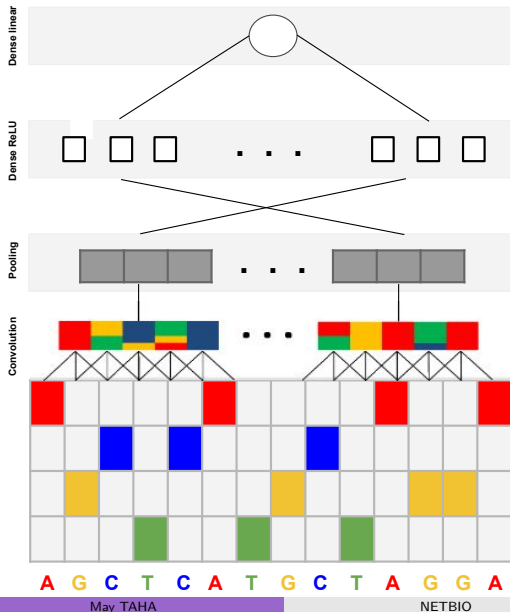 Dense linear
Dense ReLU
. . .
Pooling
. . .
Convolution
. . .
A G C T C A T G C T A G G A
May TAHA NETBIO